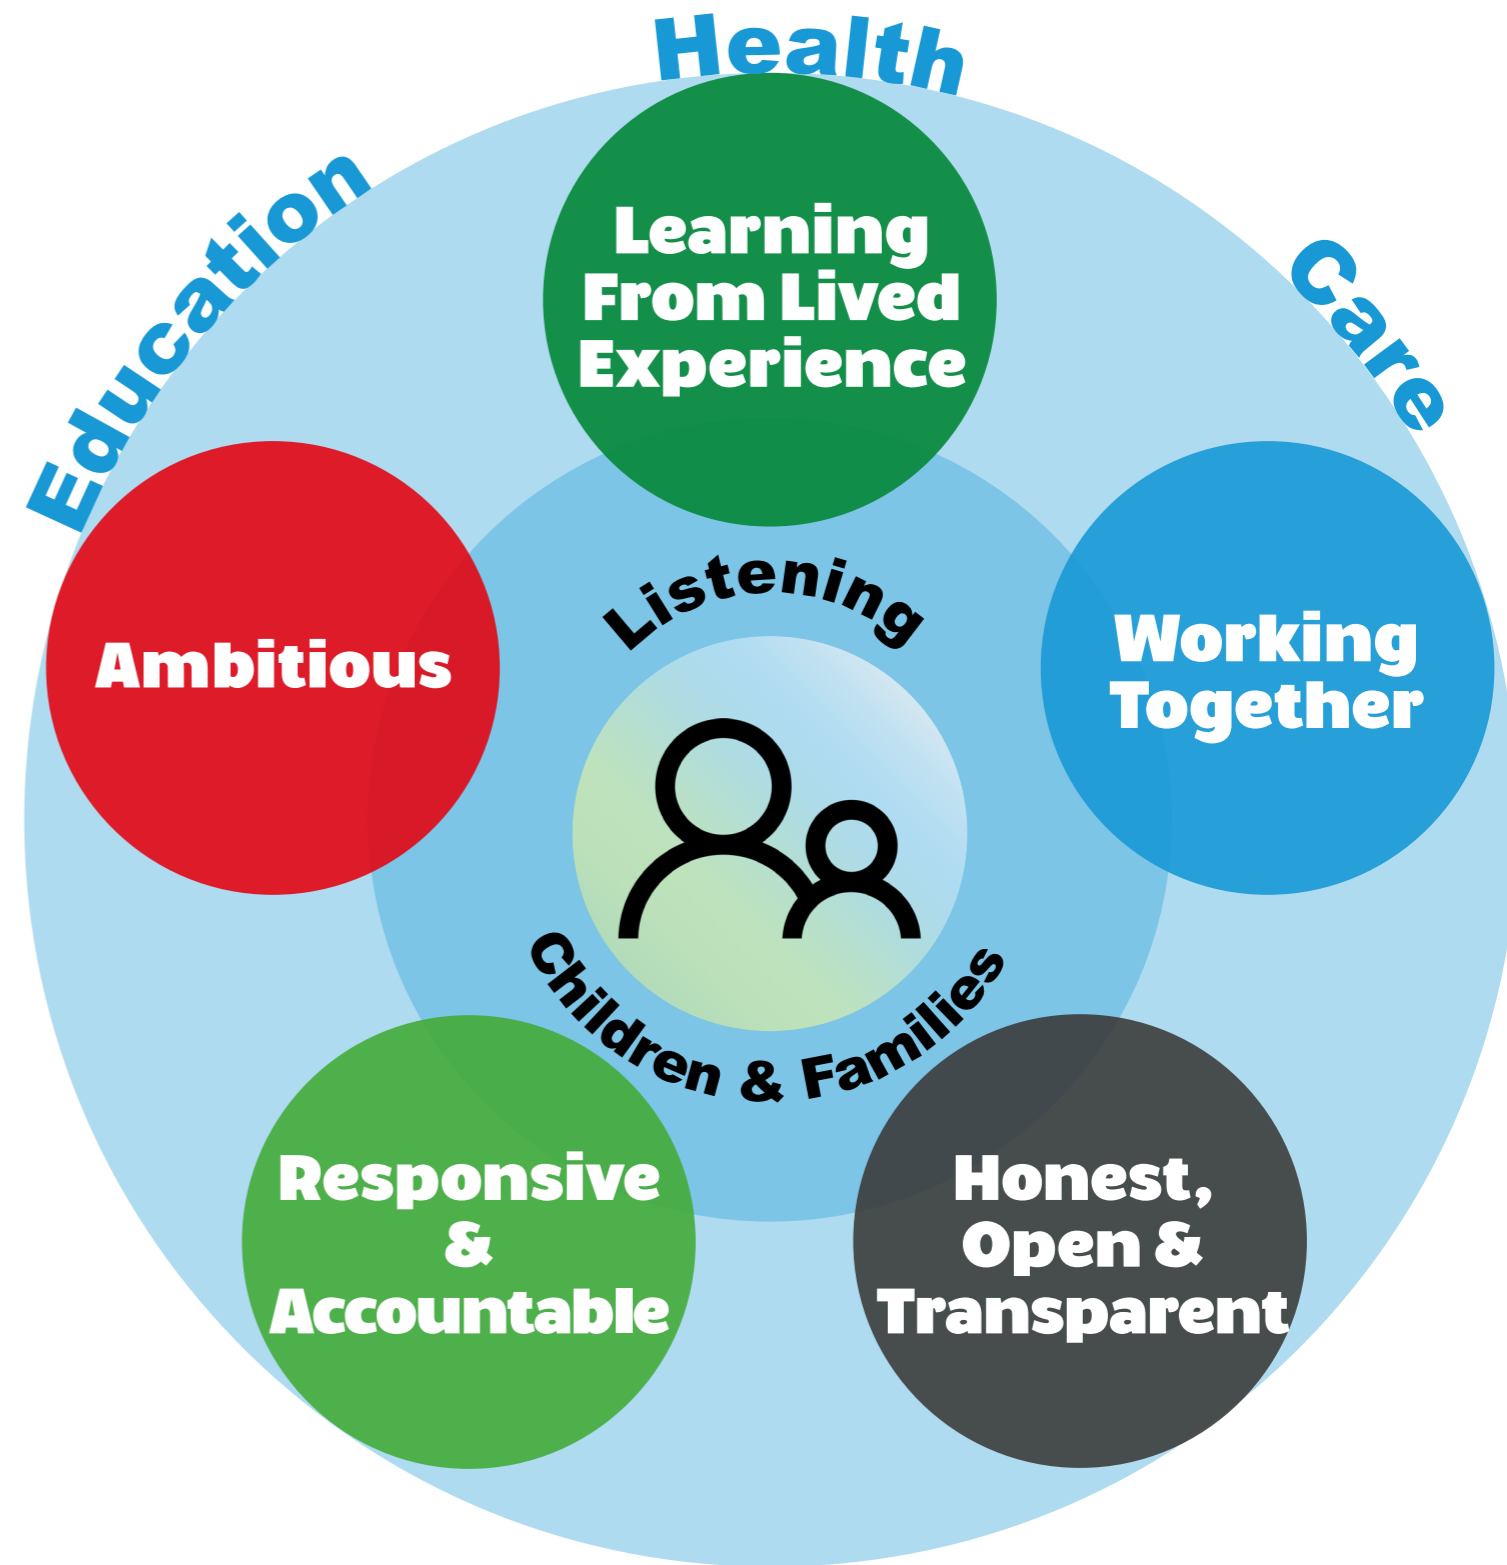 Health
Education
Care
Learning
From Lived
Experience
Ambitious
Working
Together
Listening
Children & Families
Responsive
&
Accountable
Honest,
Open &
Transparent